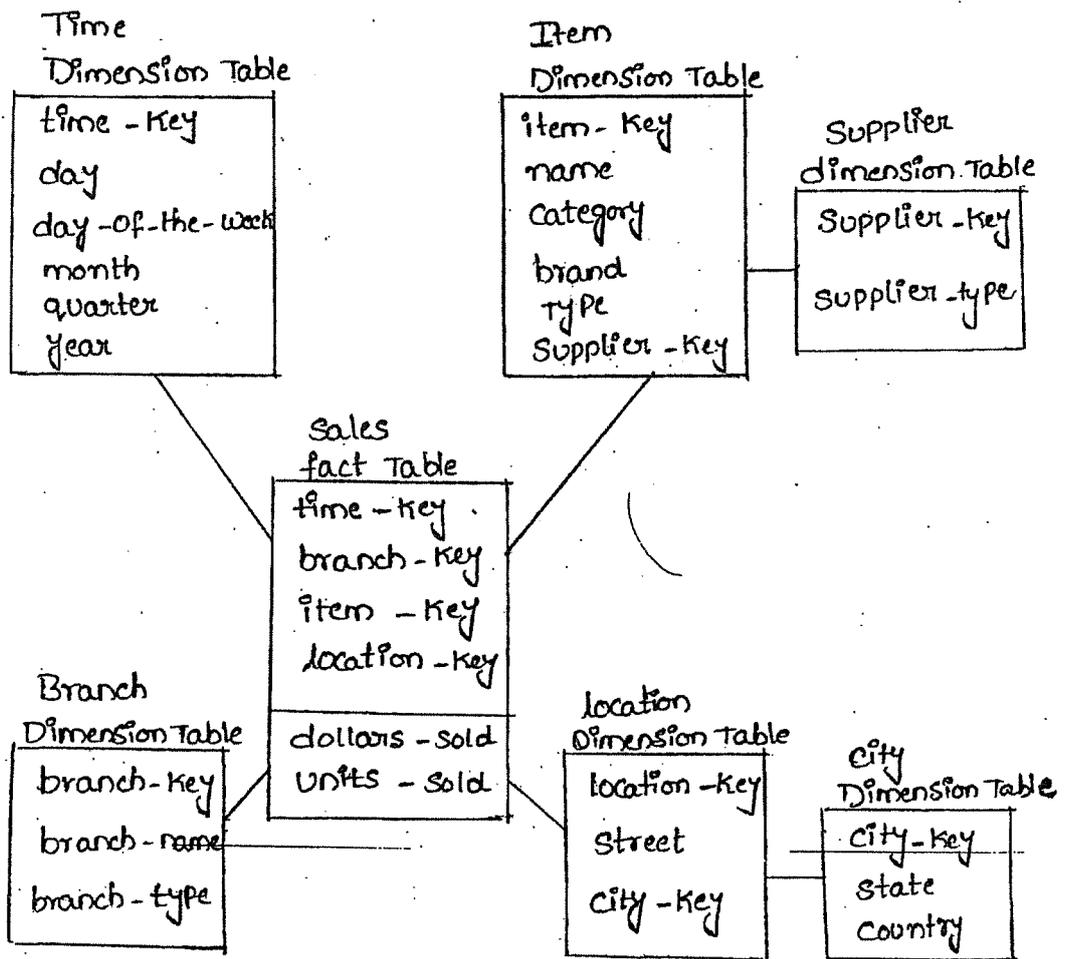 Time
Dimension Table
time - key
day
day - of - the - week
month
quarter
year
Item
Dimension Table
item - key
name
category
brand
Type
Supplier - key
Supplier
dimension Table
Supplier - key
Supplier - type
Sales
fact Table
time - key
branch - key
item - key
location - key
dollars - sold
units - sold
Branch
Dimension Table
branch - key
branch - name
branch - type
location
Dimension Table
location - key
Street
City - key
City
Dimension Table
City - key
State
Country